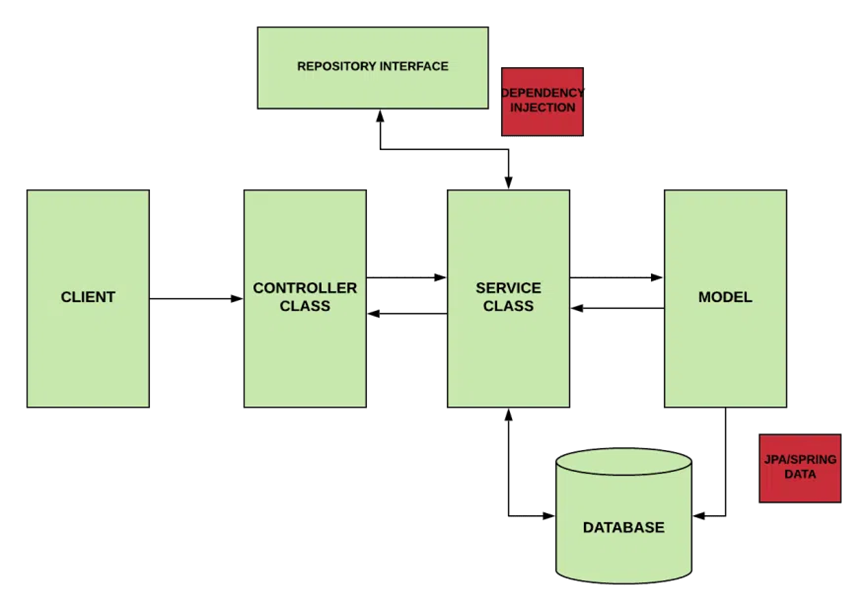 REPOSITORY INTERFACE
DEPENDENCY
INJECTION
CLIENT
CONTROLLER
CLASS
SERVICE
CLASS
MODEL
JPA/SPRING
DATA
DATABASE